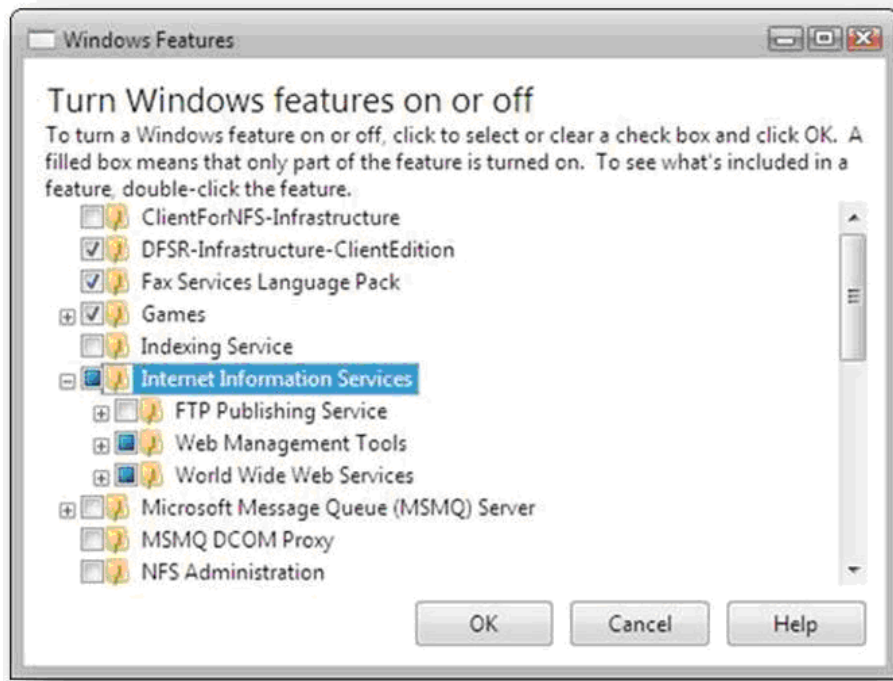 Windows Features
Turn Windows features on or off
To turn a Windows feature on or off, click to select or clear a check box and click OK. A
filled box means that only part of the feature is turned on. To see what's included in a
feature, double-click the feature.
ClientForNFS-Infrastructure
DFSR-Infrastructure-ClientEdition
Fax Services Language Pack
Games
Indexing Service
Internet Information Services
FTP Publishing Service
Web Management Tools
World Wide Web Services
Microsoft Message Queue (MSMQ) Server
MSMQ DCOM Proxy
NFS Administration
OK
Cancel
Help